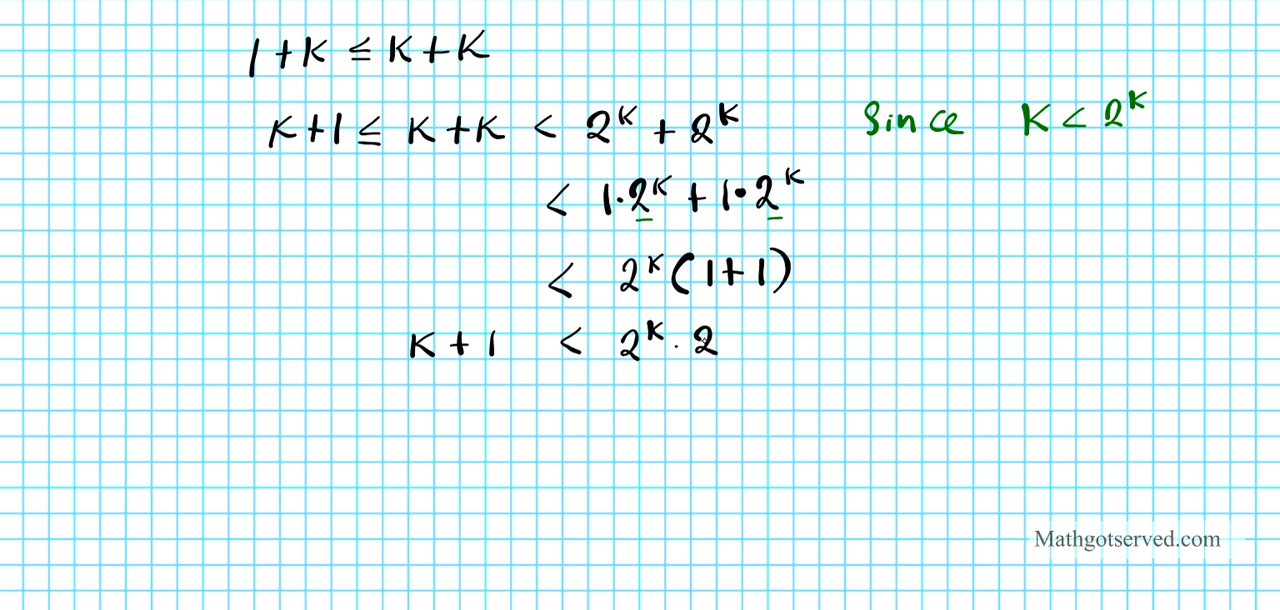 1 + K ≤ K + K
K + 1 ≤ K + K < 2^K + 2^K Since K < 2^K
< 1·2^K + 1·2^K
< 2^K (1 + 1)
K + 1 < 2^K · 2
Mathgotserved.com